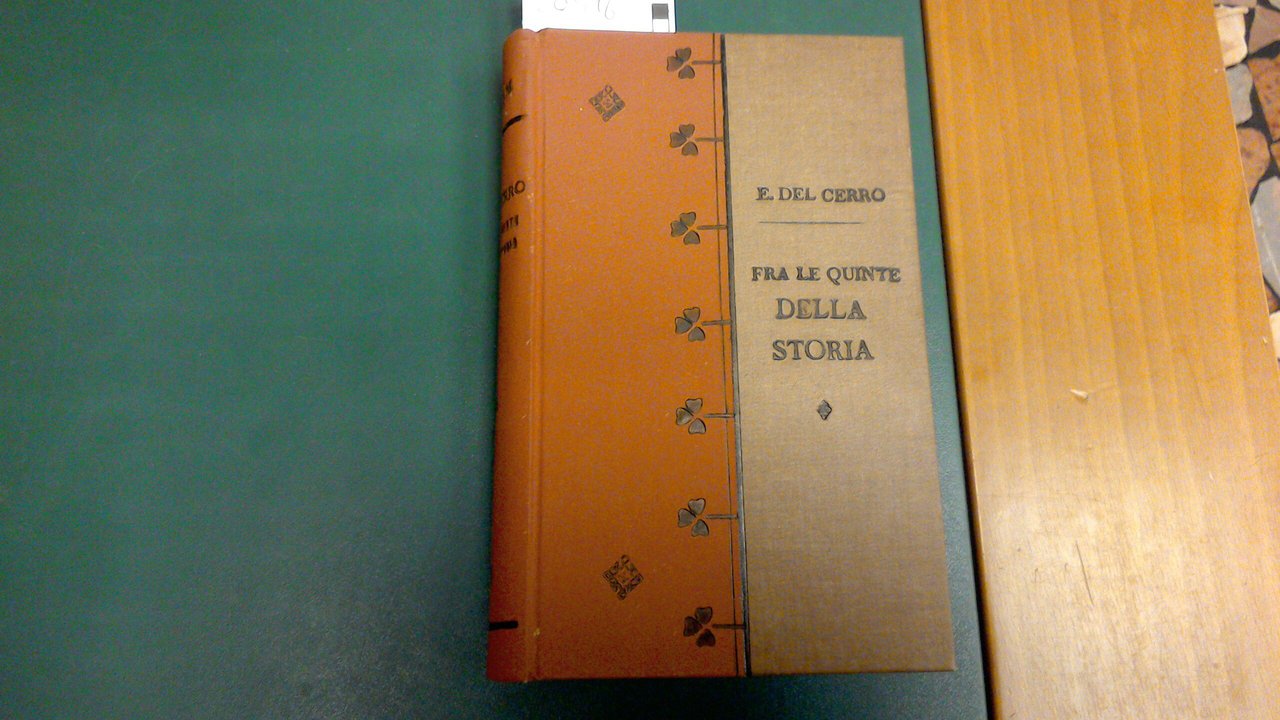 E. DEL CERRO
FRA LE QUINTE
DELLA
STORIA